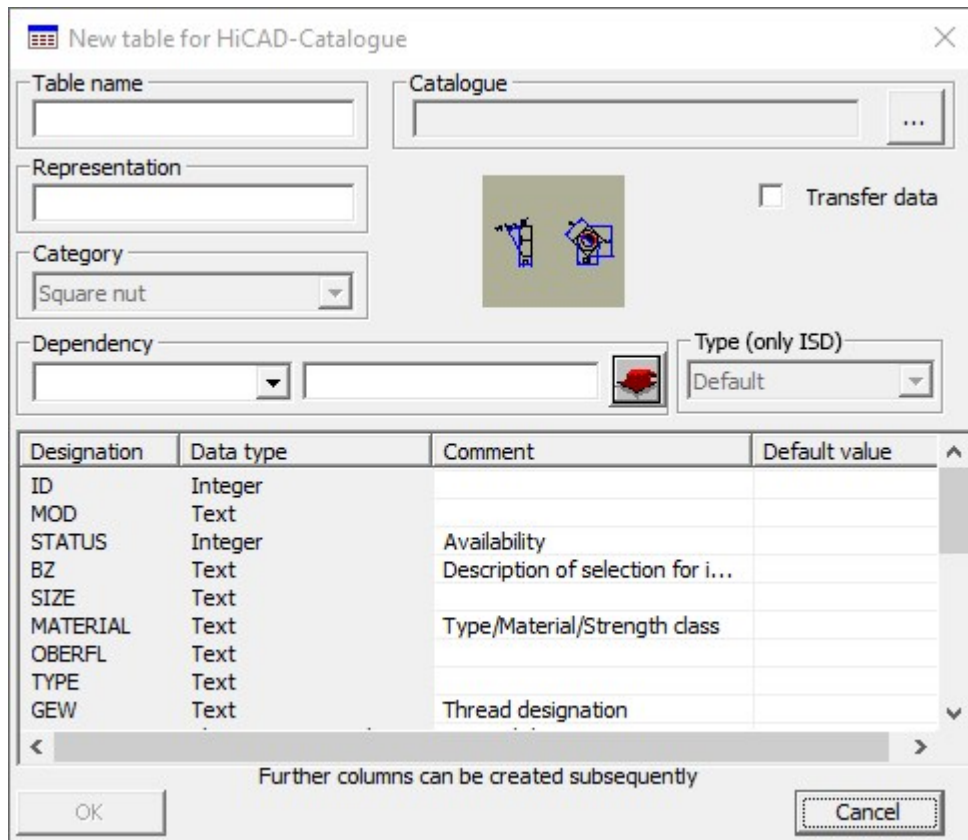 New table for HiCAD-Catalogue
Table name
Catalogue
...
Representation
Transfer data
Category
Square nut
Dependency
Type (only ISD)
Default
Designation Data type Comment Default value
ID Integer
MOD Text
STATUS Integer Availability
BZ Text Description of selection for i...
SIZE Text
MATERIAL Text Type/Material/Strength class
OBERFL Text
TYPE Text
GEW Text Thread designation
Further columns can be created subsequently
OK Cancel